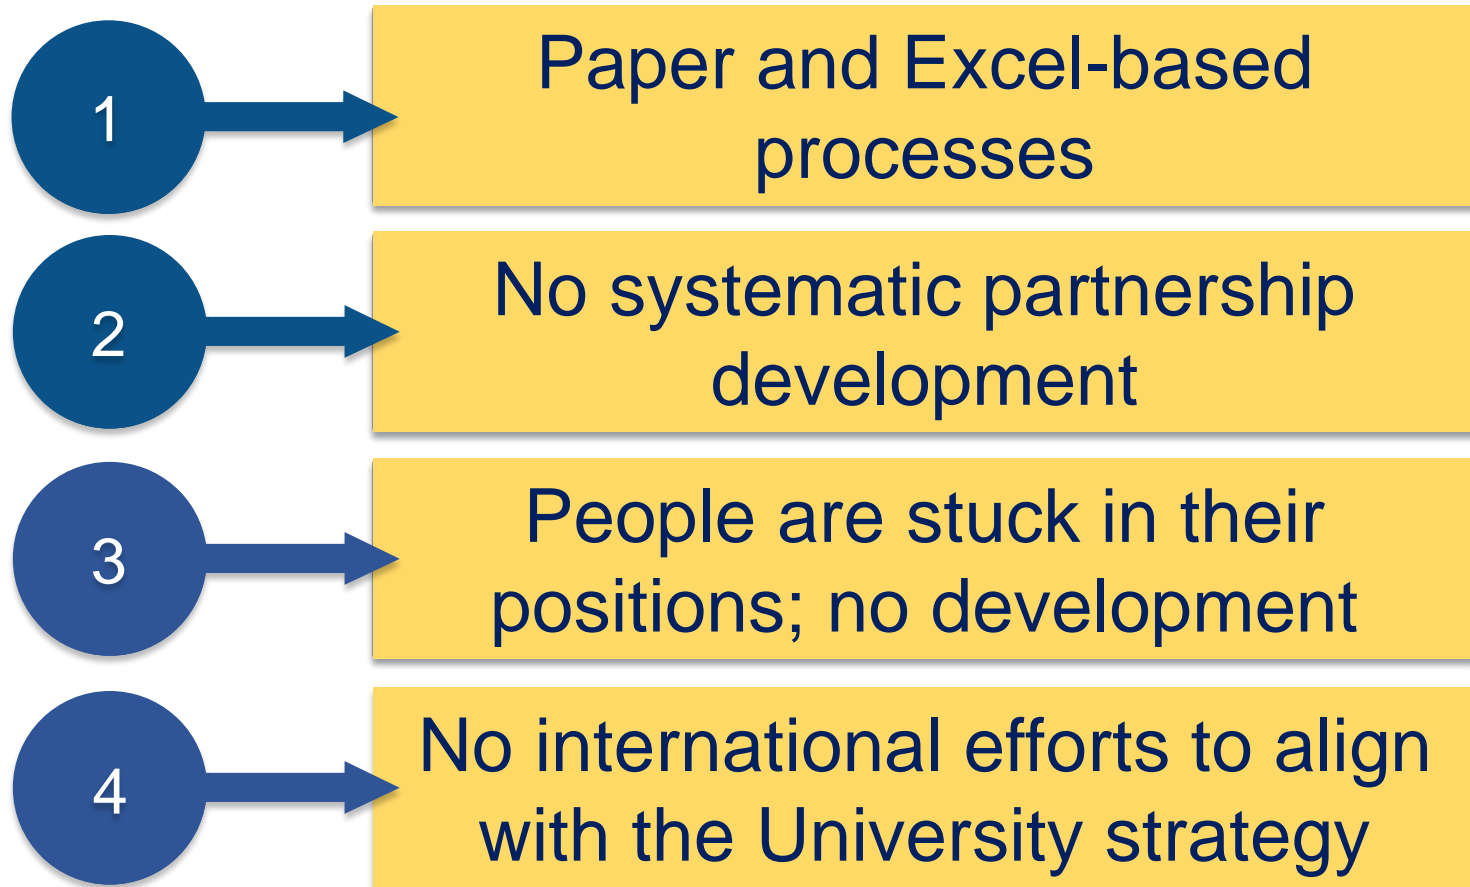 1
Paper and Excel-based
processes
2
No systematic partnership
development
3
People are stuck in their
positions; no development
4
No international efforts to align
with the University strategy